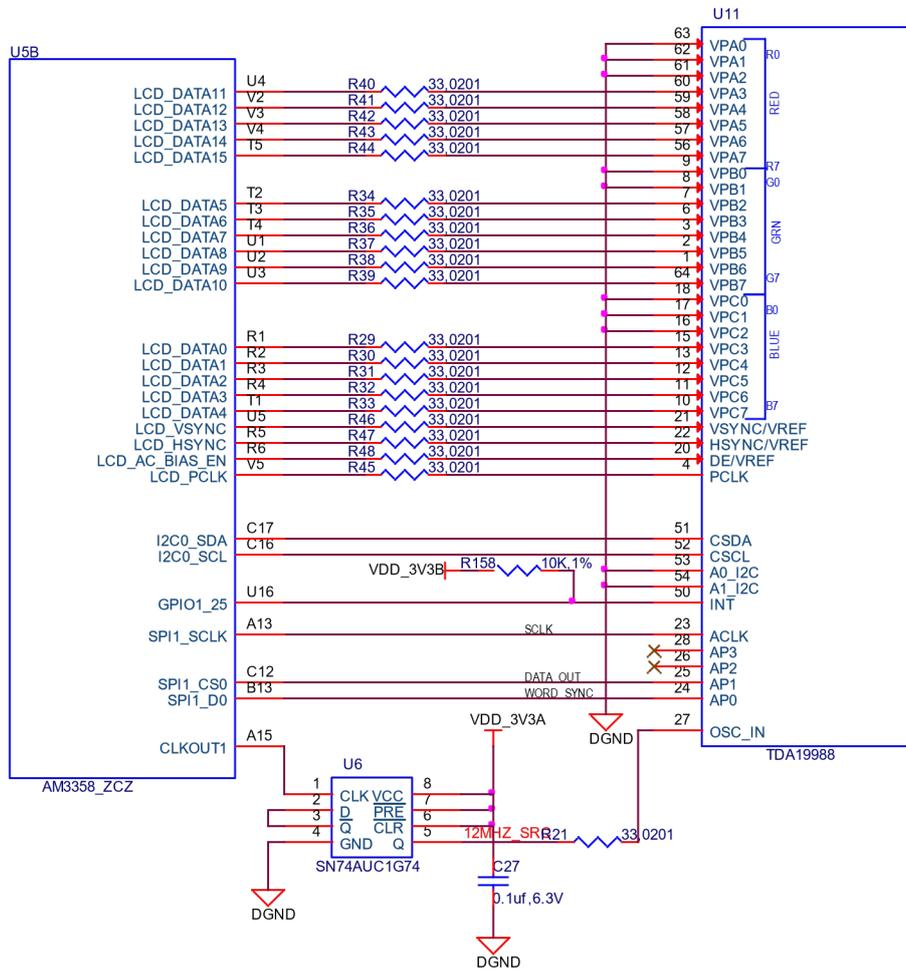 U11
U5B
63 VPA0 R0
62 VPA1
61 VPA2
LCD_DATA11 U4 R40 33,0201 60 VPA3
LCD_DATA12 V2 R41 33,0201 59 VPA4 RED
LCD_DATA13 V3 R42 33,0201 58 VPA5
LCD_DATA14 V4 R43 33,0201 57 VPA6
LCD_DATA15 T5 R44 33,0201 56 VPA7
9 VPB0 R7
8 VPB1 G0
LCD_DATA5 T2 R34 33,0201 7 VPB2
LCD_DATA6 T3 R35 33,0201 6 VPB3
LCD_DATA7 T4 R36 33,0201 3 VPB4 GRN
LCD_DATA8 U1 R37 33,0201 2 VPB5
LCD_DATA9 U2 R38 33,0201 1 VPB6
LCD_DATA10 U3 R39 33,0201 64 VPB7 G7
18 VPC0
17 VPC1 B0
16 VPC2
LCD_DATA0 R1 R29 33,0201 15 VPC3 BLUE
LCD_DATA1 R2 R30 33,0201 13 VPC4
LCD_DATA2 R3 R31 33,0201 12 VPC5
LCD_DATA3 R4 R32 33,0201 11 VPC6
LCD_DATA4 T1 R33 33,0201 10 VPC7 B7
LCD_VSYNC U5 R46 33,0201 21 VSYNC/VREF
LCD_HSYNC R5 R47 33,0201 22 HSYNC/VREF
LCD_AC_BIAS_EN R6 R48 33,0201 20 DE/VREF
LCD_PCLK V5 R45 33,0201 4 PCLK
I2C0_SDA C17 51 CSDA
I2C0_SCL C16 52 CSCL
VDD_3V3B R158 10K,1% 53 A0_I2C
54 A1_I2C
GPIO1_25 U16 50 INT
SPI1_SCLK A13 SCLK 23 ACLK
28 AP3
26 AP2
SPI1_CS0 C12 DATA_OUT 25 AP1
SPI1_D0 B13 WORD_SYNC 24 AP0
VDD_3V3A
27 OSC_IN
DGND
CLKOUT1 A15
TDA19988
U6
AM3358_ZCZ
1 CLK VCC 8
2 D PRE 7
3 Q CLR 6
4 GND Q 5 12MHZ_SRC R21 33,0201
SN74AUC1G74
C27
0.1uf,6.3V
DGND
DGND